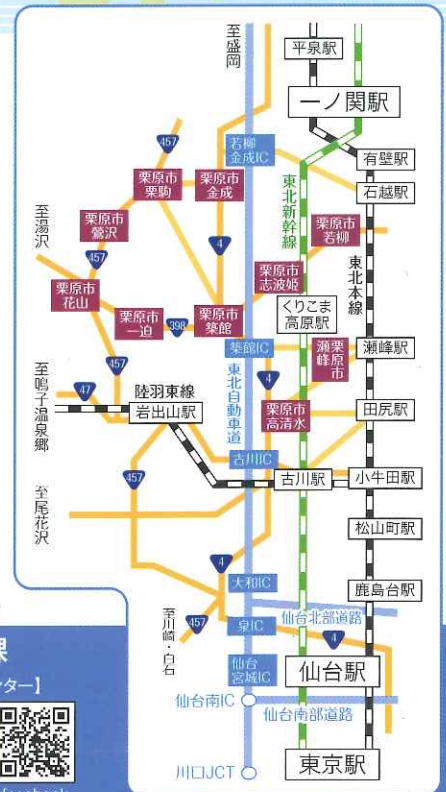 至盛岡
平泉駅
一ノ関駅
有壁駅
石越駅
457
若柳
金成IC
栗原市
栗駒
栗原市
金成
東北新幹線
栗原市
若柳
至湯沢
栗原市
鶯沢
4
東北本線
457
栗原市
志波姫
栗原市
花山
栗原市
一迫
398
栗原市
築館
くりこま
高原駅
築館IC
瀬峰
栗原市
瀬峰駅
457
至鳴子温泉郷
47
陸羽東線
岩出山駅
東北自動車道
4
栗原市
高清水
田尻駅
古川IC
457
古川駅
小牛田駅
至尾花沢
松山町駅
4
大和IC
鹿島台駅
仙台北部道路
至川崎・白石
457
泉IC
4
仙台
宮城IC
仙台駅
仙台南IC
仙台南部道路
川口JCT
東京駅
課
ンター】
facebook